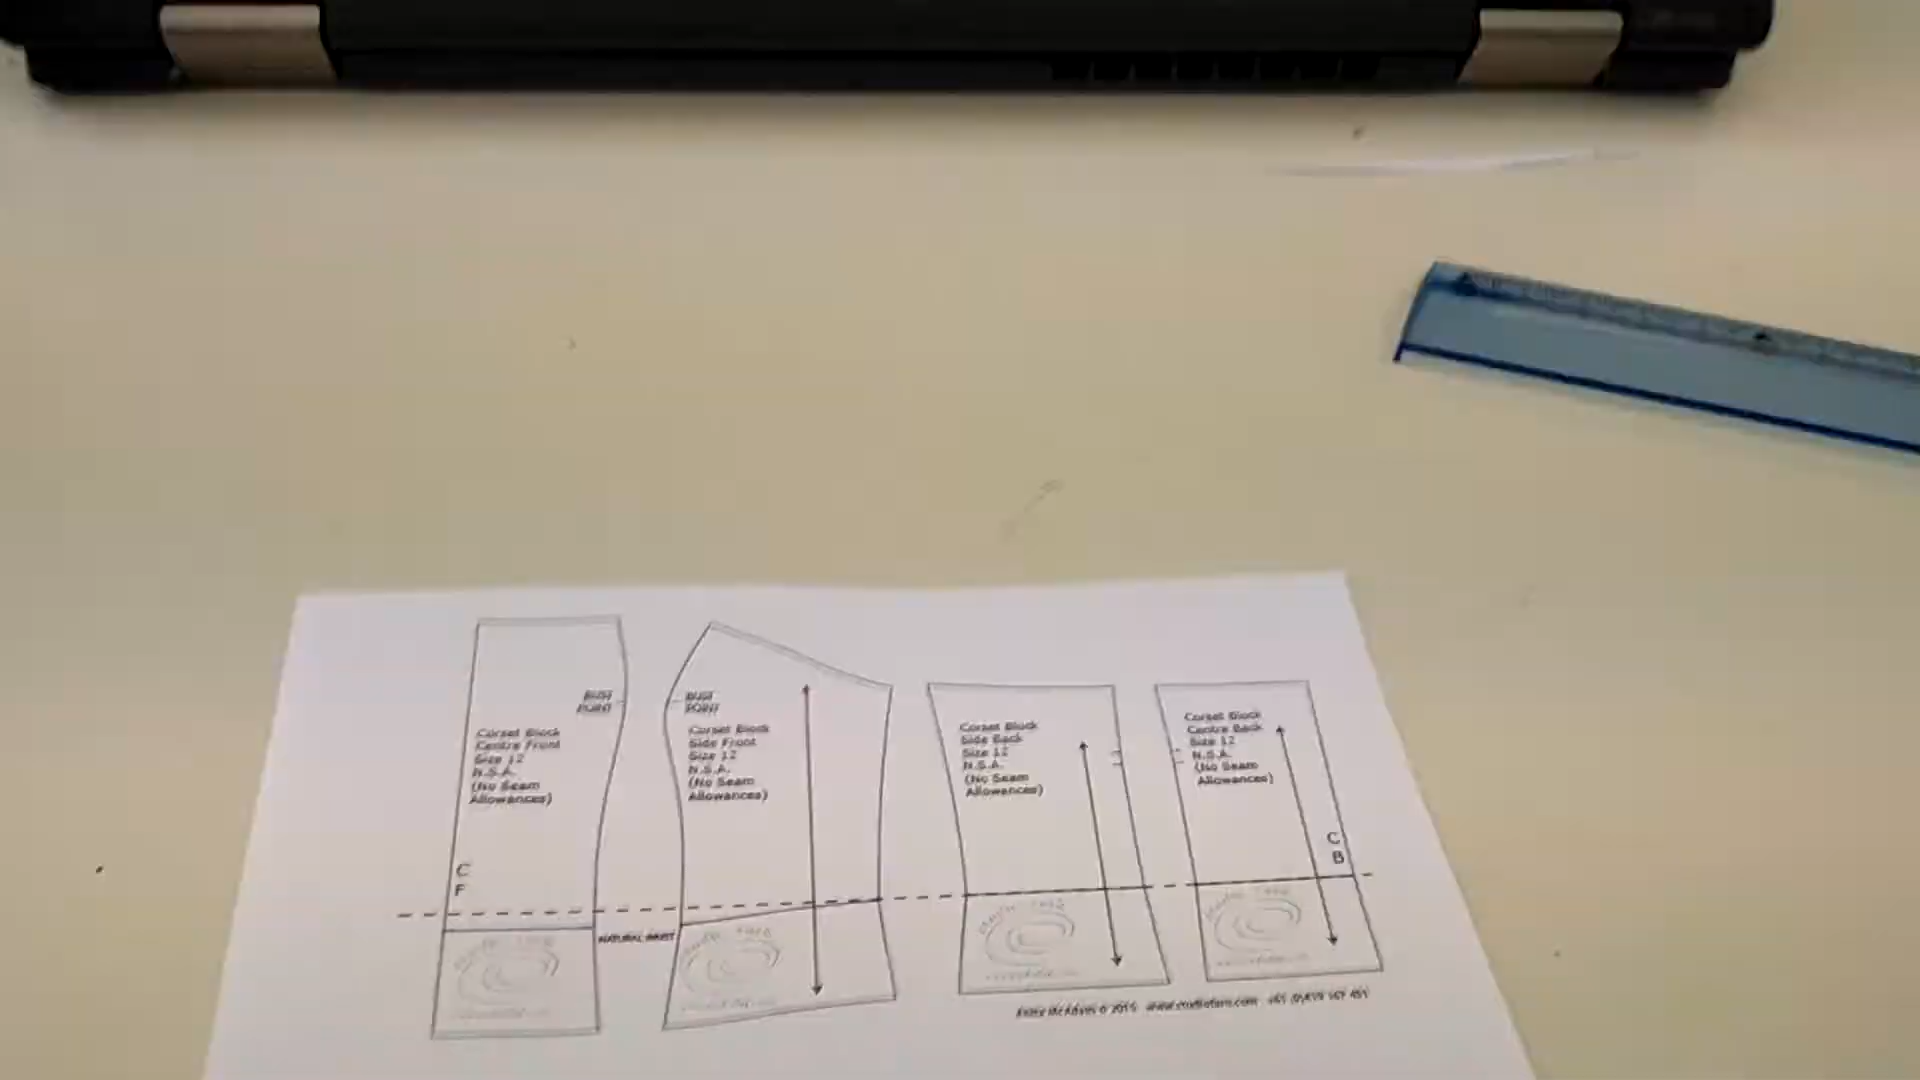 BUST
POINT
Corset Block
Centre Front
Size 12
N.S.A.
(No Seam
Allowances)
C
F
BUST
POINT
Corset Block
Side Front
Size 12
N.S.A.
(No Seam
Allowances)
NATURAL WAIST
Corset Block
Side Back
Size 12
N.S.A.
(No Seam
Allowances)
Corset Block
Centre Back
Size 12
N.S.A.
(No Seam
Allowances)
C
B
McAdam © 2015